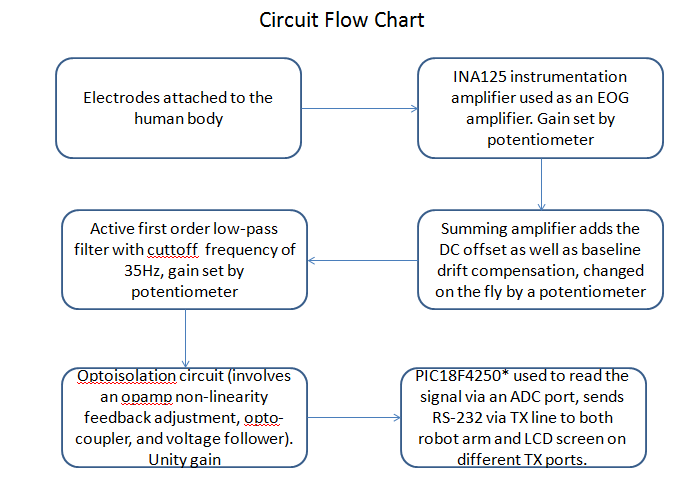 Circuit Flow Chart
Electrodes attached to the
human body
INA125 instrumentation
amplifier used as an EOG
amplifier. Gain set by
potentiometer
Active first order low-pass
filter with cuttoff  frequency of
35Hz, gain set by
potentiometer
Summing amplifier adds the
DC offset as well as baseline
drift compensation, changed
on the fly by a potentiometer
Optoisolation circuit (involves
an opamp non-linearity
feedback adjustment, opto-
coupler, and voltage follower).
Unity gain
PIC18F4250* used to read the
signal via an ADC port, sends
RS-232 via TX line to both
robot arm and LCD screen on
different TX ports.